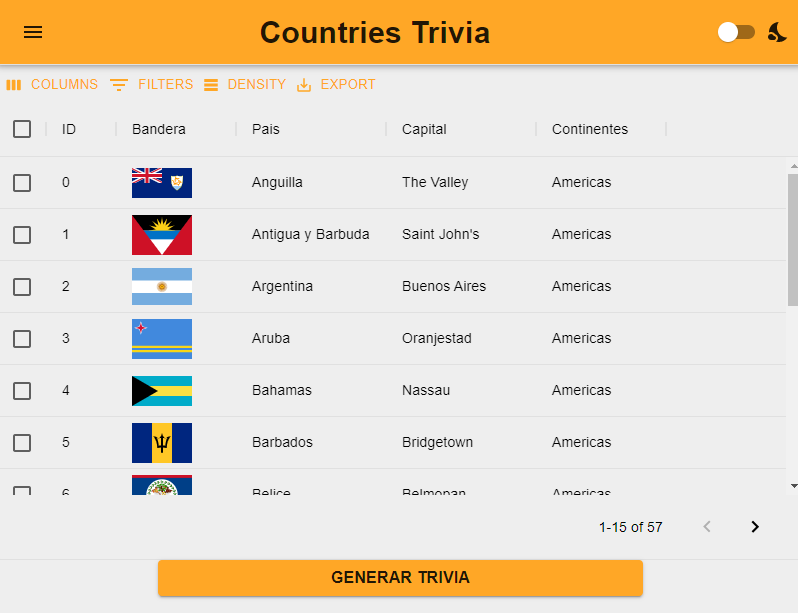 Countries Trivia
COLUMNS FILTERS DENSITY EXPORT
ID Bandera Pais Capital Continentes
0 Anguilla The Valley Americas
1 Antigua y Barbuda Saint John's Americas
2 Argentina Buenos Aires Americas
3 Aruba Oranjestad Americas
4 Bahamas Nassau Americas
5 Barbados Bridgetown Americas
6 Belice Belmopan Americas
1-15 of 57
GENERAR TRIVIA